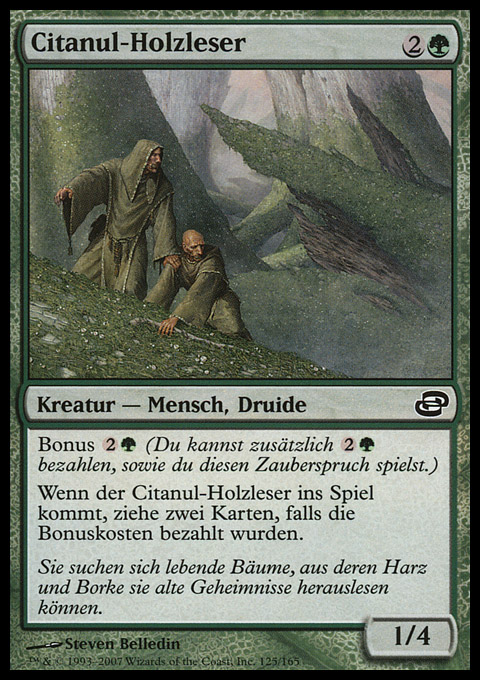 Citanul-Holzleser 2
Kreatur — Mensch, Druide
Bonus 2 (Du kannst zusätzlich 2
bezahlen, sowie du diesen Zauberspruch spielst.)
Wenn der Citanul-Holzleser ins Spiel
kommt, ziehe zwei Karten, falls die
Bonuskosten bezahlt wurden.
Sie suchen sich lebende Bäume, aus deren Harz
und Borke sie alte Geheimnisse herauslesen
können.
1/4
Steven Belledin
™ & © 1993–2007 Wizards of the Coast, Inc. 125/165